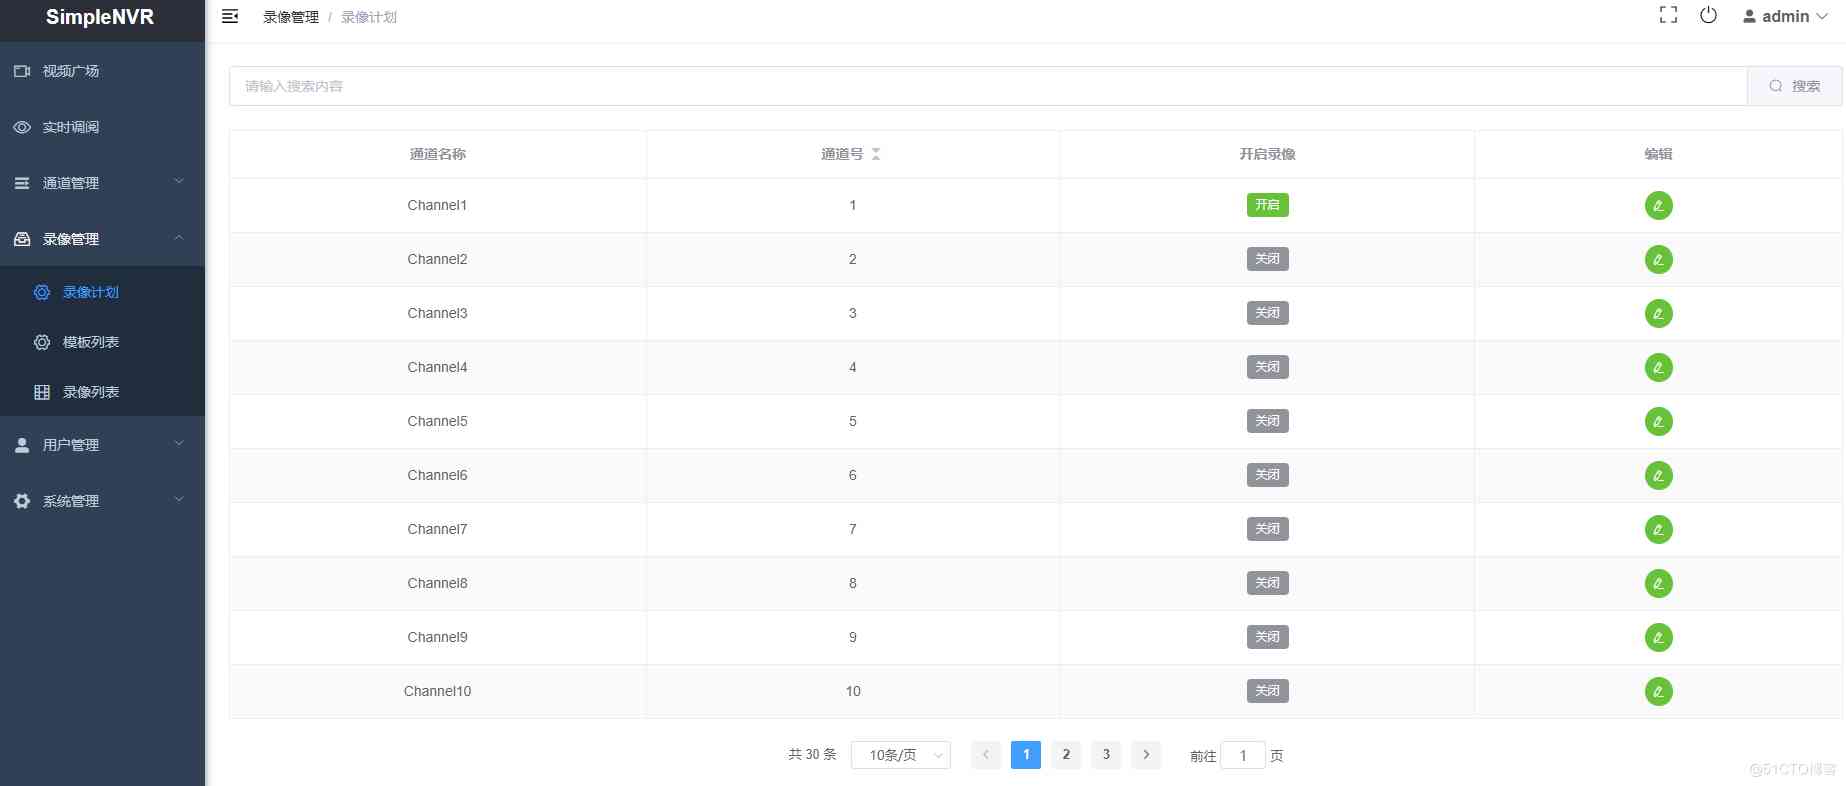 SimpleNVR
录像管理 / 录像计划
admin
视频广场
实时调阅
通道管理
录像管理
录像计划
模板列表
录像列表
用户管理
系统管理
请输入搜索内容
搜索
通道名称 通道号 开启录像 编辑
Channel1 1 开启
Channel2 2 关闭
Channel3 3 关闭
Channel4 4 关闭
Channel5 5 关闭
Channel6 6 关闭
Channel7 7 关闭
Channel8 8 关闭
Channel9 9 关闭
Channel10 10 关闭
共 30 条 10条/页 1 2 3 前往 1 页
@51CTO博客